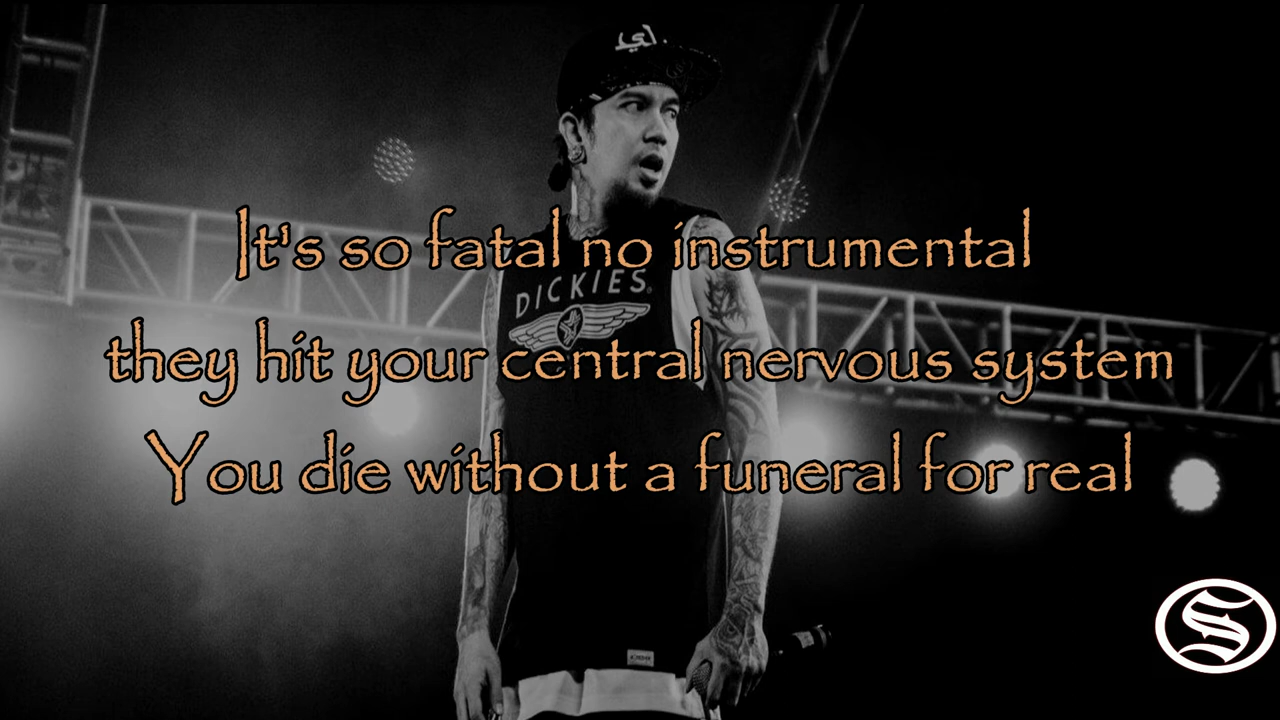 It's so fatal no instrumental
DICKIES
they hit your central nervous system
You die without a funeral for real
S